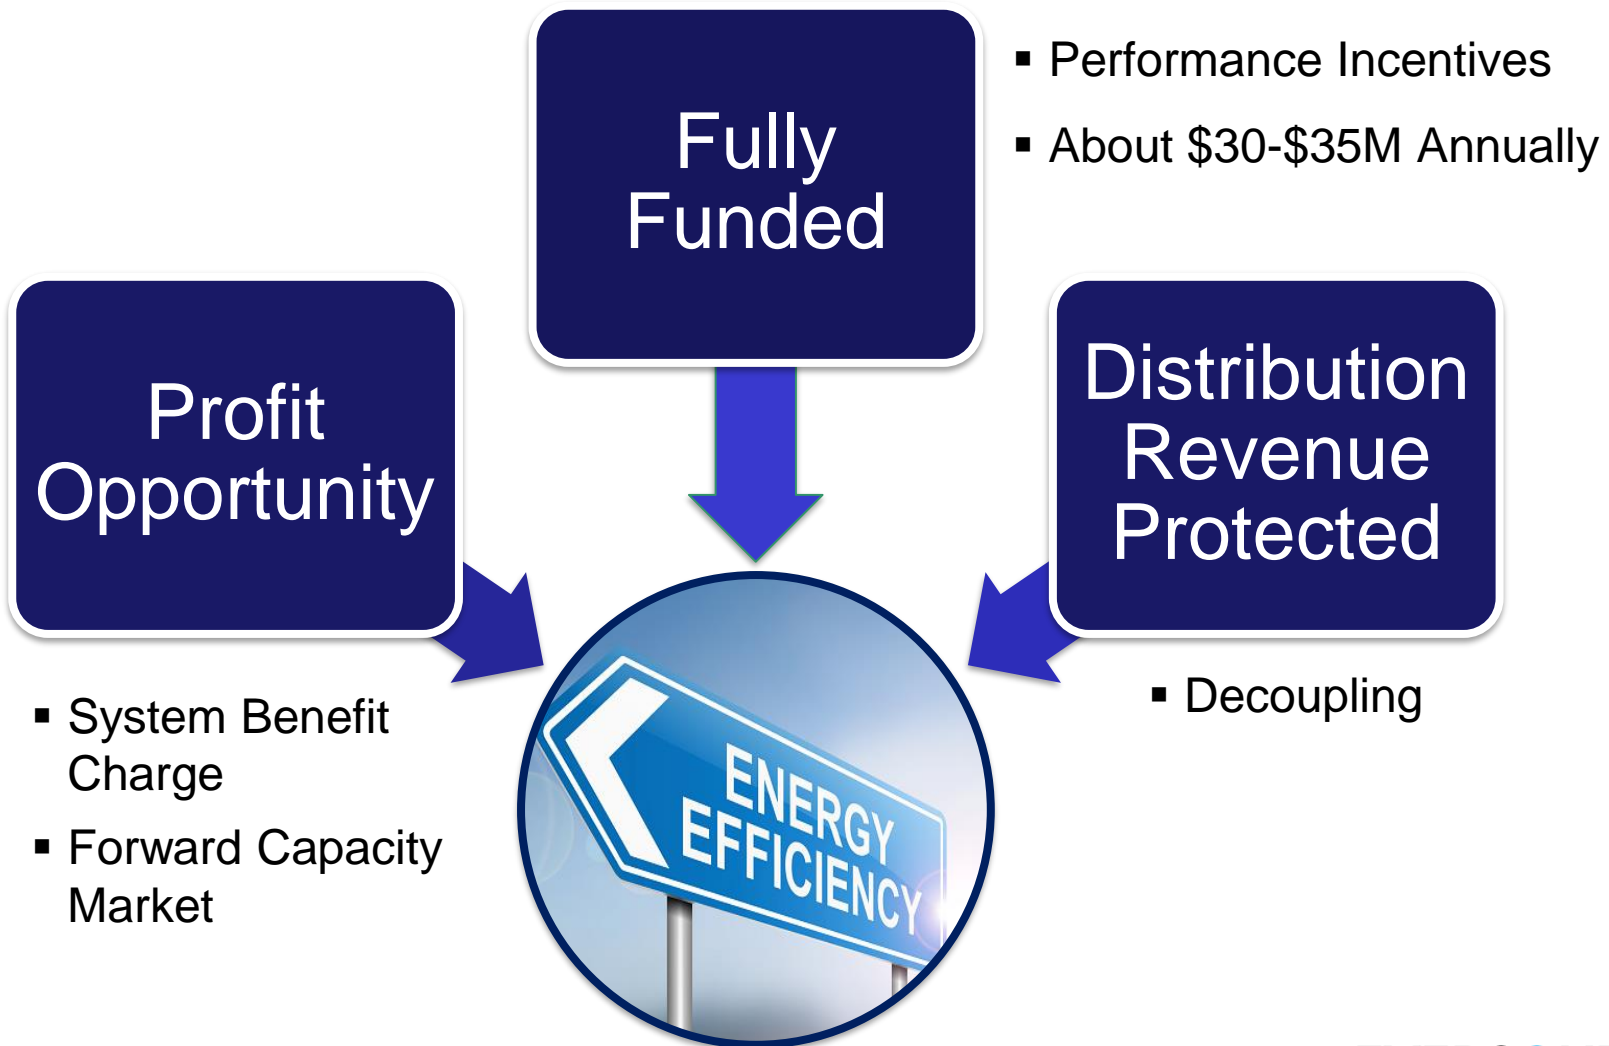 Fully
Funded
▪ Performance Incentives
▪ About $30-$35M Annually
Profit
Opportunity
▪ System Benefit
Charge
▪ Forward Capacity
Market
Distribution
Revenue
Protected
▪ Decoupling
ENERGY
EFFICIENCY